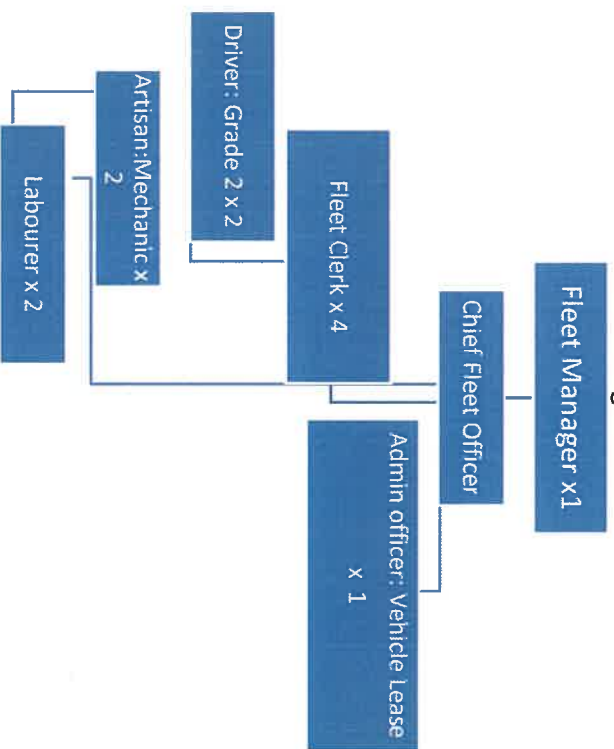 Fleet Manager x1
Chief Fleet Officer
Admin officer: Vehicle Lease
x 1
Fleet Clerk x 4
Driver: Grade 2 x 2
Artisan:Mechanic x
2
Labourer x 2